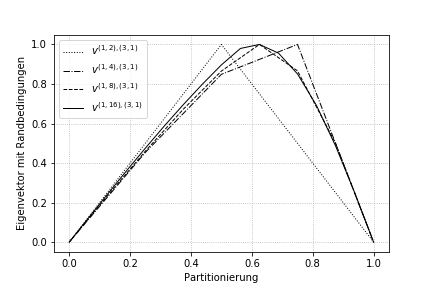 v^(1,2),(3,1)
v^(1,4),(3,1)
v^(1,8),(3,1)
v^(1,16),(3,1)
Eigenvektor mit Randbedingungen
1.0
0.8
0.6
0.4
0.2
0.0
0.0 0.2 0.4 0.6 0.8 1.0
Partitionierung